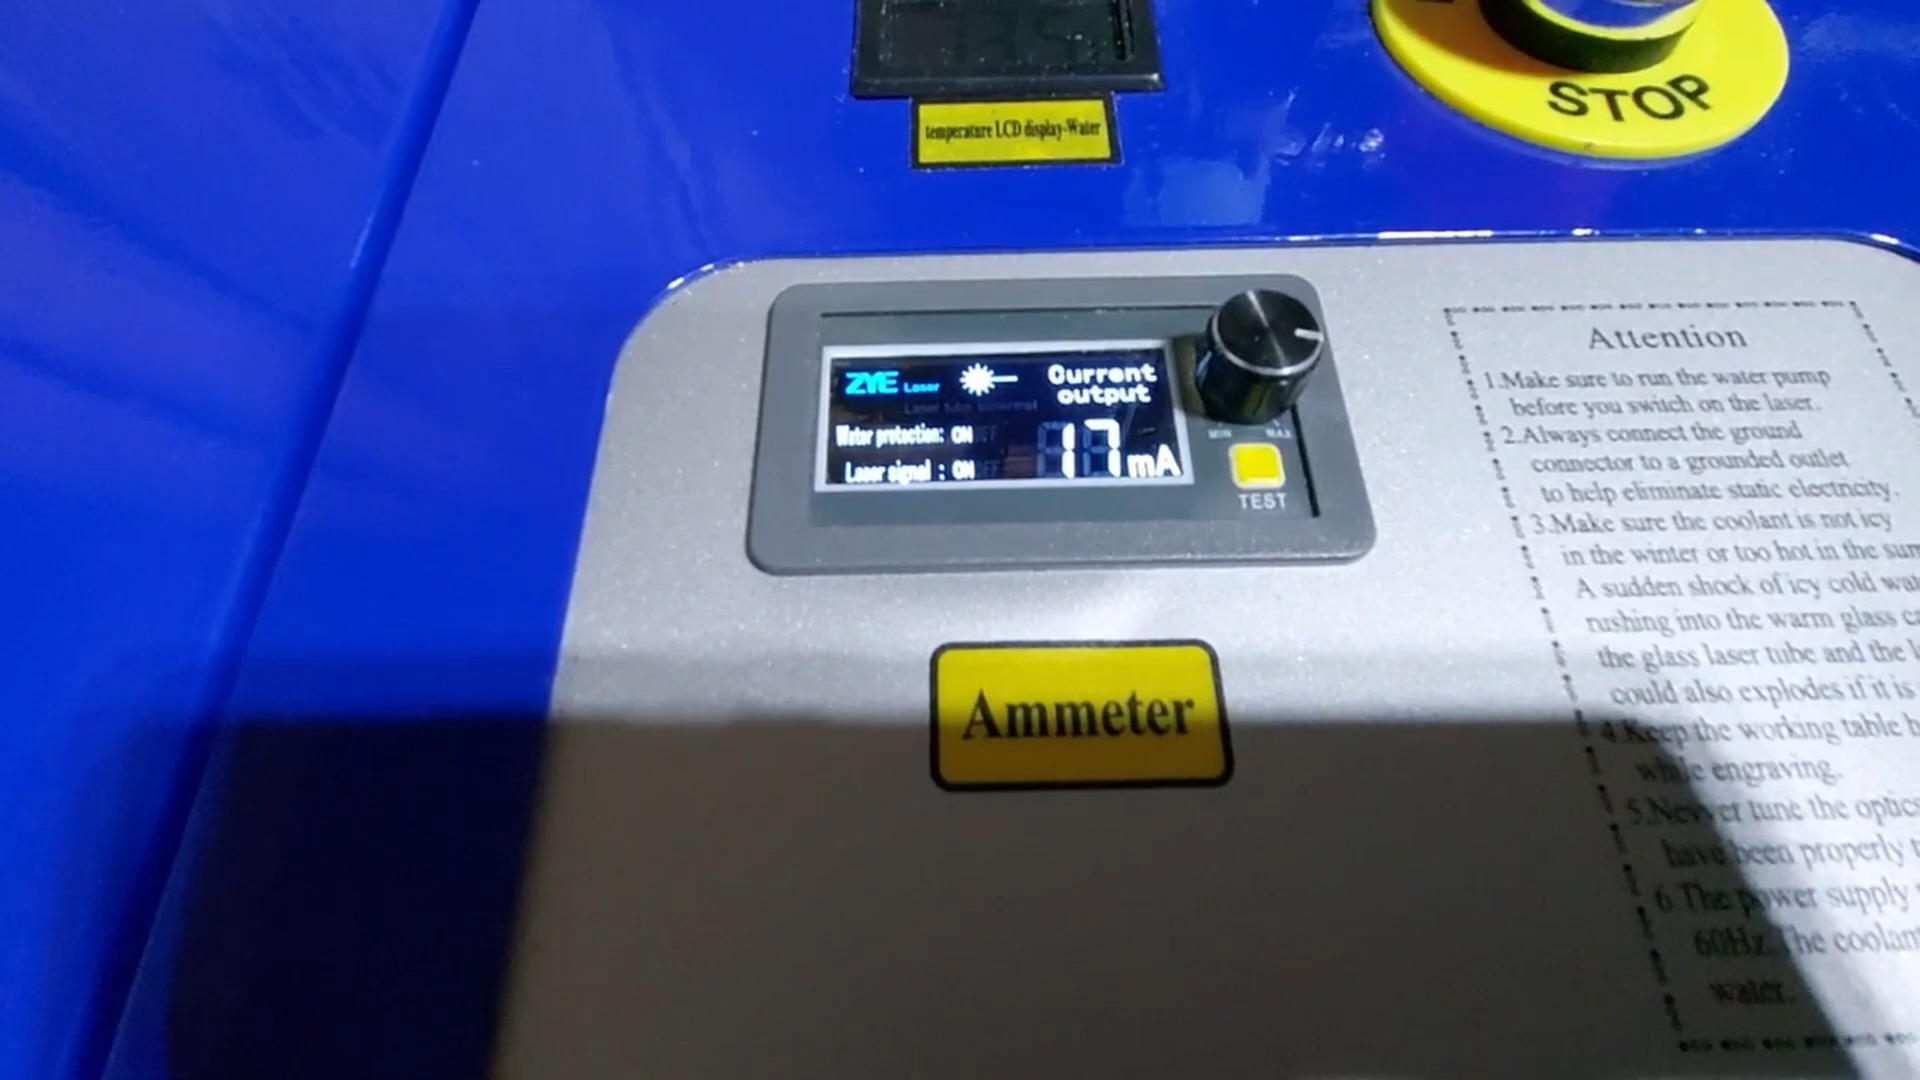 temperature LCD display-Water
STOP
ZYE Laser
Current
output
Water protection: ON
Laser signal : ON
17 mA
MIN MAX
TEST
Ammeter
Attention
1.Make sure to run the water pump
before you switch on the laser.
2.Always connect the ground
connector to a grounded outlet
to help eliminate static electricity.
3.Make sure the coolant is not icy
in the winter or too hot in the
A sudden shock of icy cold
rushing into the warm glass
the glass laser tube and the
could also explodes if it is
4.Keep the working table
while engraving.
5.Nevver tune the optics
have been properly
6.The power supply
60Hz.The coolant
water.